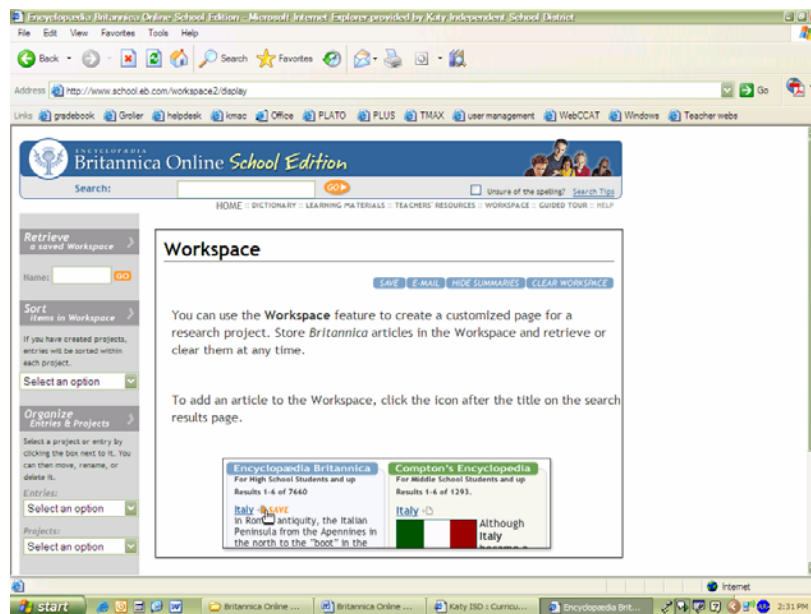 Encyclopædia Britannica Online School Edition - Microsoft Internet Explorer provided by Katy Independent School District
File Edit View Favorites Tools Help
Back Search Favorites
Address http://www.school.eb.com/workspace2/display Go
Links gradebook Grolier helpdesk kmac Office PLATO PLUS TMAX user management WebCCAT Windows Teacher webs
ENCYCLOPÆDIA
Britannica Online School Edition
Search: GO Unsure of the spelling? Search Tips
HOME :: DICTIONARY :: LEARNING MATERIALS :: TEACHERS' RESOURCES :: WORKSPACE :: GUIDED TOUR :: HELP
Retrieve
a saved Workspace
Name: GO
Sort
items in Workspace
If you have created projects,
entries will be sorted within
each project.
Select an option
Organize
Entries & Projects
Select a project or entry by
clicking the box next to it. You
can then move, rename, or
delete it.
Entries:
Select an option
Projects:
Select an option
Workspace
SAVE E-MAIL HIDE SUMMARIES CLEAR WORKSPACE
You can use the Workspace feature to create a customized page for a
research project. Store Britannica articles in the Workspace and retrieve or
clear them at any time.
To add an article to the Workspace, click the icon after the title on the search
results page.
Encyclopædia Britannica
For High School Students and up
Results 1-6 of 7660
Italy SAVE
in Roman antiquity, the Italian
Peninsula from the Apennines in
the north to the "boot" in the
Compton's Encyclopedia
For Middle School Students and up
Results 1-6 of 1293.
Italy
Although
Italy
became a
Internet
start Britannica Online ... Britannica Online ... Katy ISD : Curricu... Encyclopædia Brit... 2:31 PM